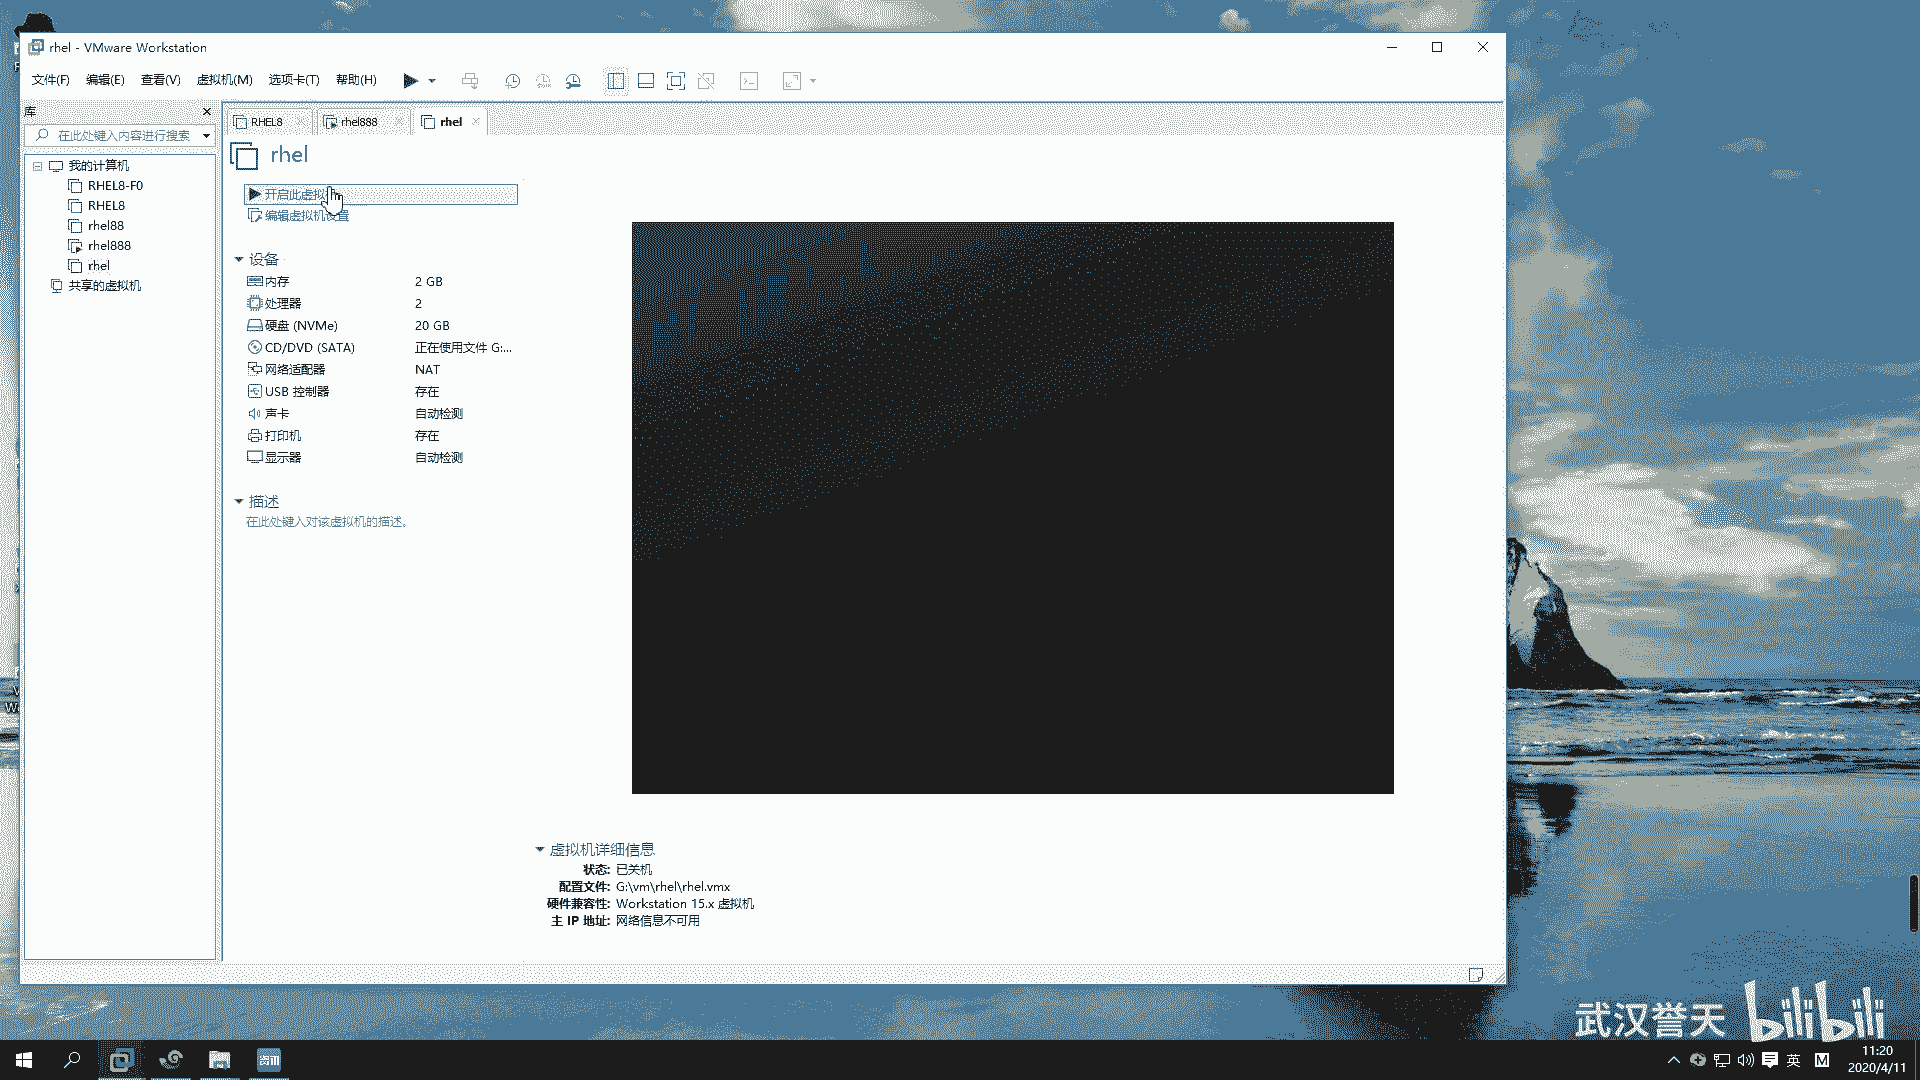 rhel - VMware Workstation
文件(F) 编辑(E) 查看(V) 虚拟机(M) 选项卡(T) 帮助(H)
库
在此处键入内容进行搜索
我的计算机
RHEL8-F0
RHEL8
rhel88
rhel888
rhel
共享的虚拟机
RHEL8 rhel888 rhel
rhel
开启此虚拟
编辑虚拟机设置
设备
内存 2 GB
处理器 2
硬盘 (NVMe) 20 GB
CD/DVD (SATA) 正在使用文件 G:...
网络适配器 NAT
USB 控制器 存在
声卡 自动检测
打印机 存在
显示器 自动检测
描述
在此处键入对该虚拟机的描述。
虚拟机详细信息
状态: 已关机
配置文件: G:\vm\rhel\rhel.vmx
硬件兼容性: Workstation 15.x 虚拟机
主 IP 地址: 网络信息不可用
武汉誉天 bilibili
英 M
11:20
2020/4/11